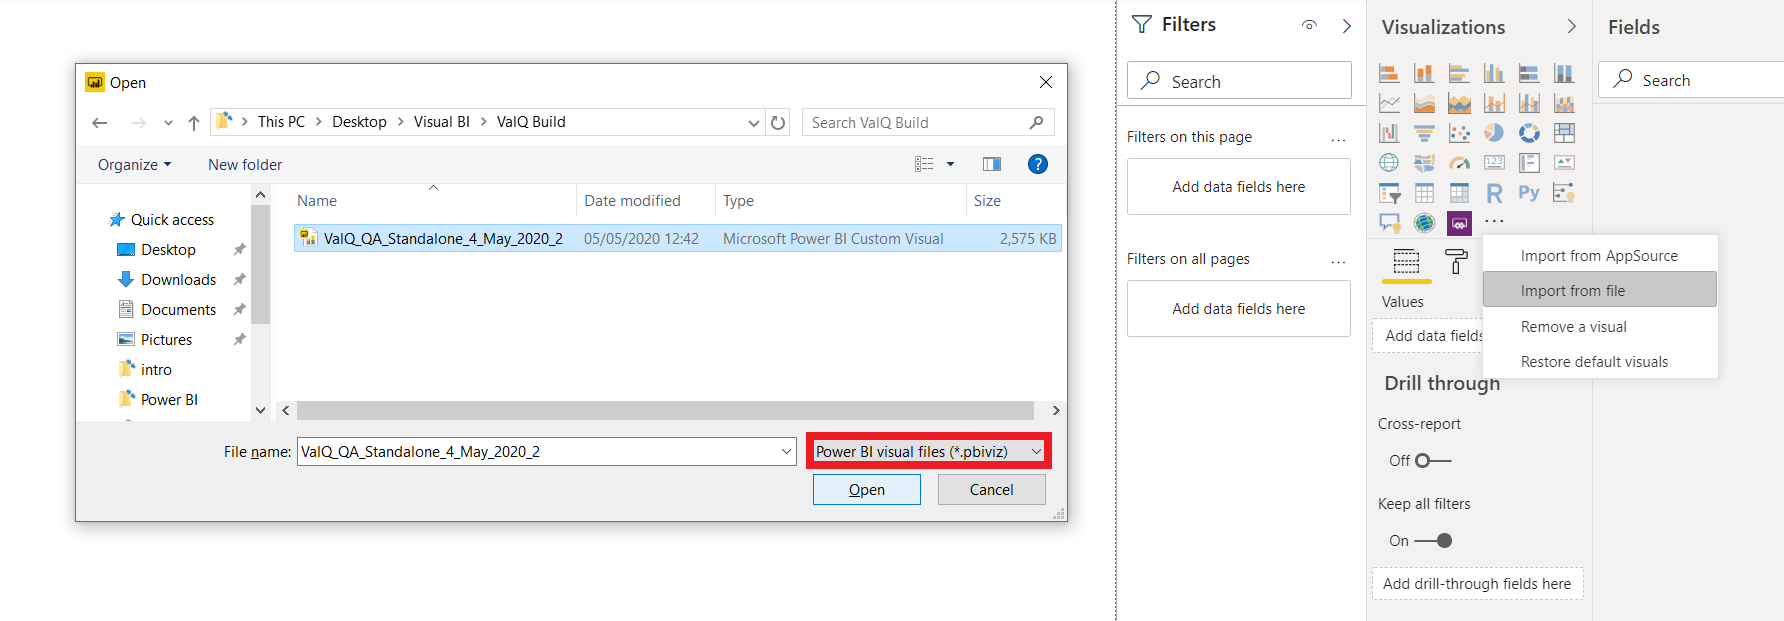 Open
This PC > Desktop > Visual BI > ValQ Build
Search ValQ Build
Organize
New folder
?
Name
Date modified
Type
Size
ValQ_QA_Standalone_4_May_2020_2
05/05/2020 12:42
Microsoft Power BI Custom Visual
2,575 KB
Quick access
Desktop
Downloads
Documents
Pictures
intro
Power BI
File name:
ValQ_QA_Standalone_4_May_2020_2
Power BI visual files (*.pbiviz)
Open
Cancel
Filters
Search
Filters on this page
...
Add data fields here
Filters on all pages
...
Add data fields here
Visualizations
123
R
Py
...
Import from AppSource
Import from file
Remove a visual
Restore default visuals
Values
Add data fields
Drill through
Cross-report
Off
Keep all filters
On
Add drill-through fields here
Fields
Search